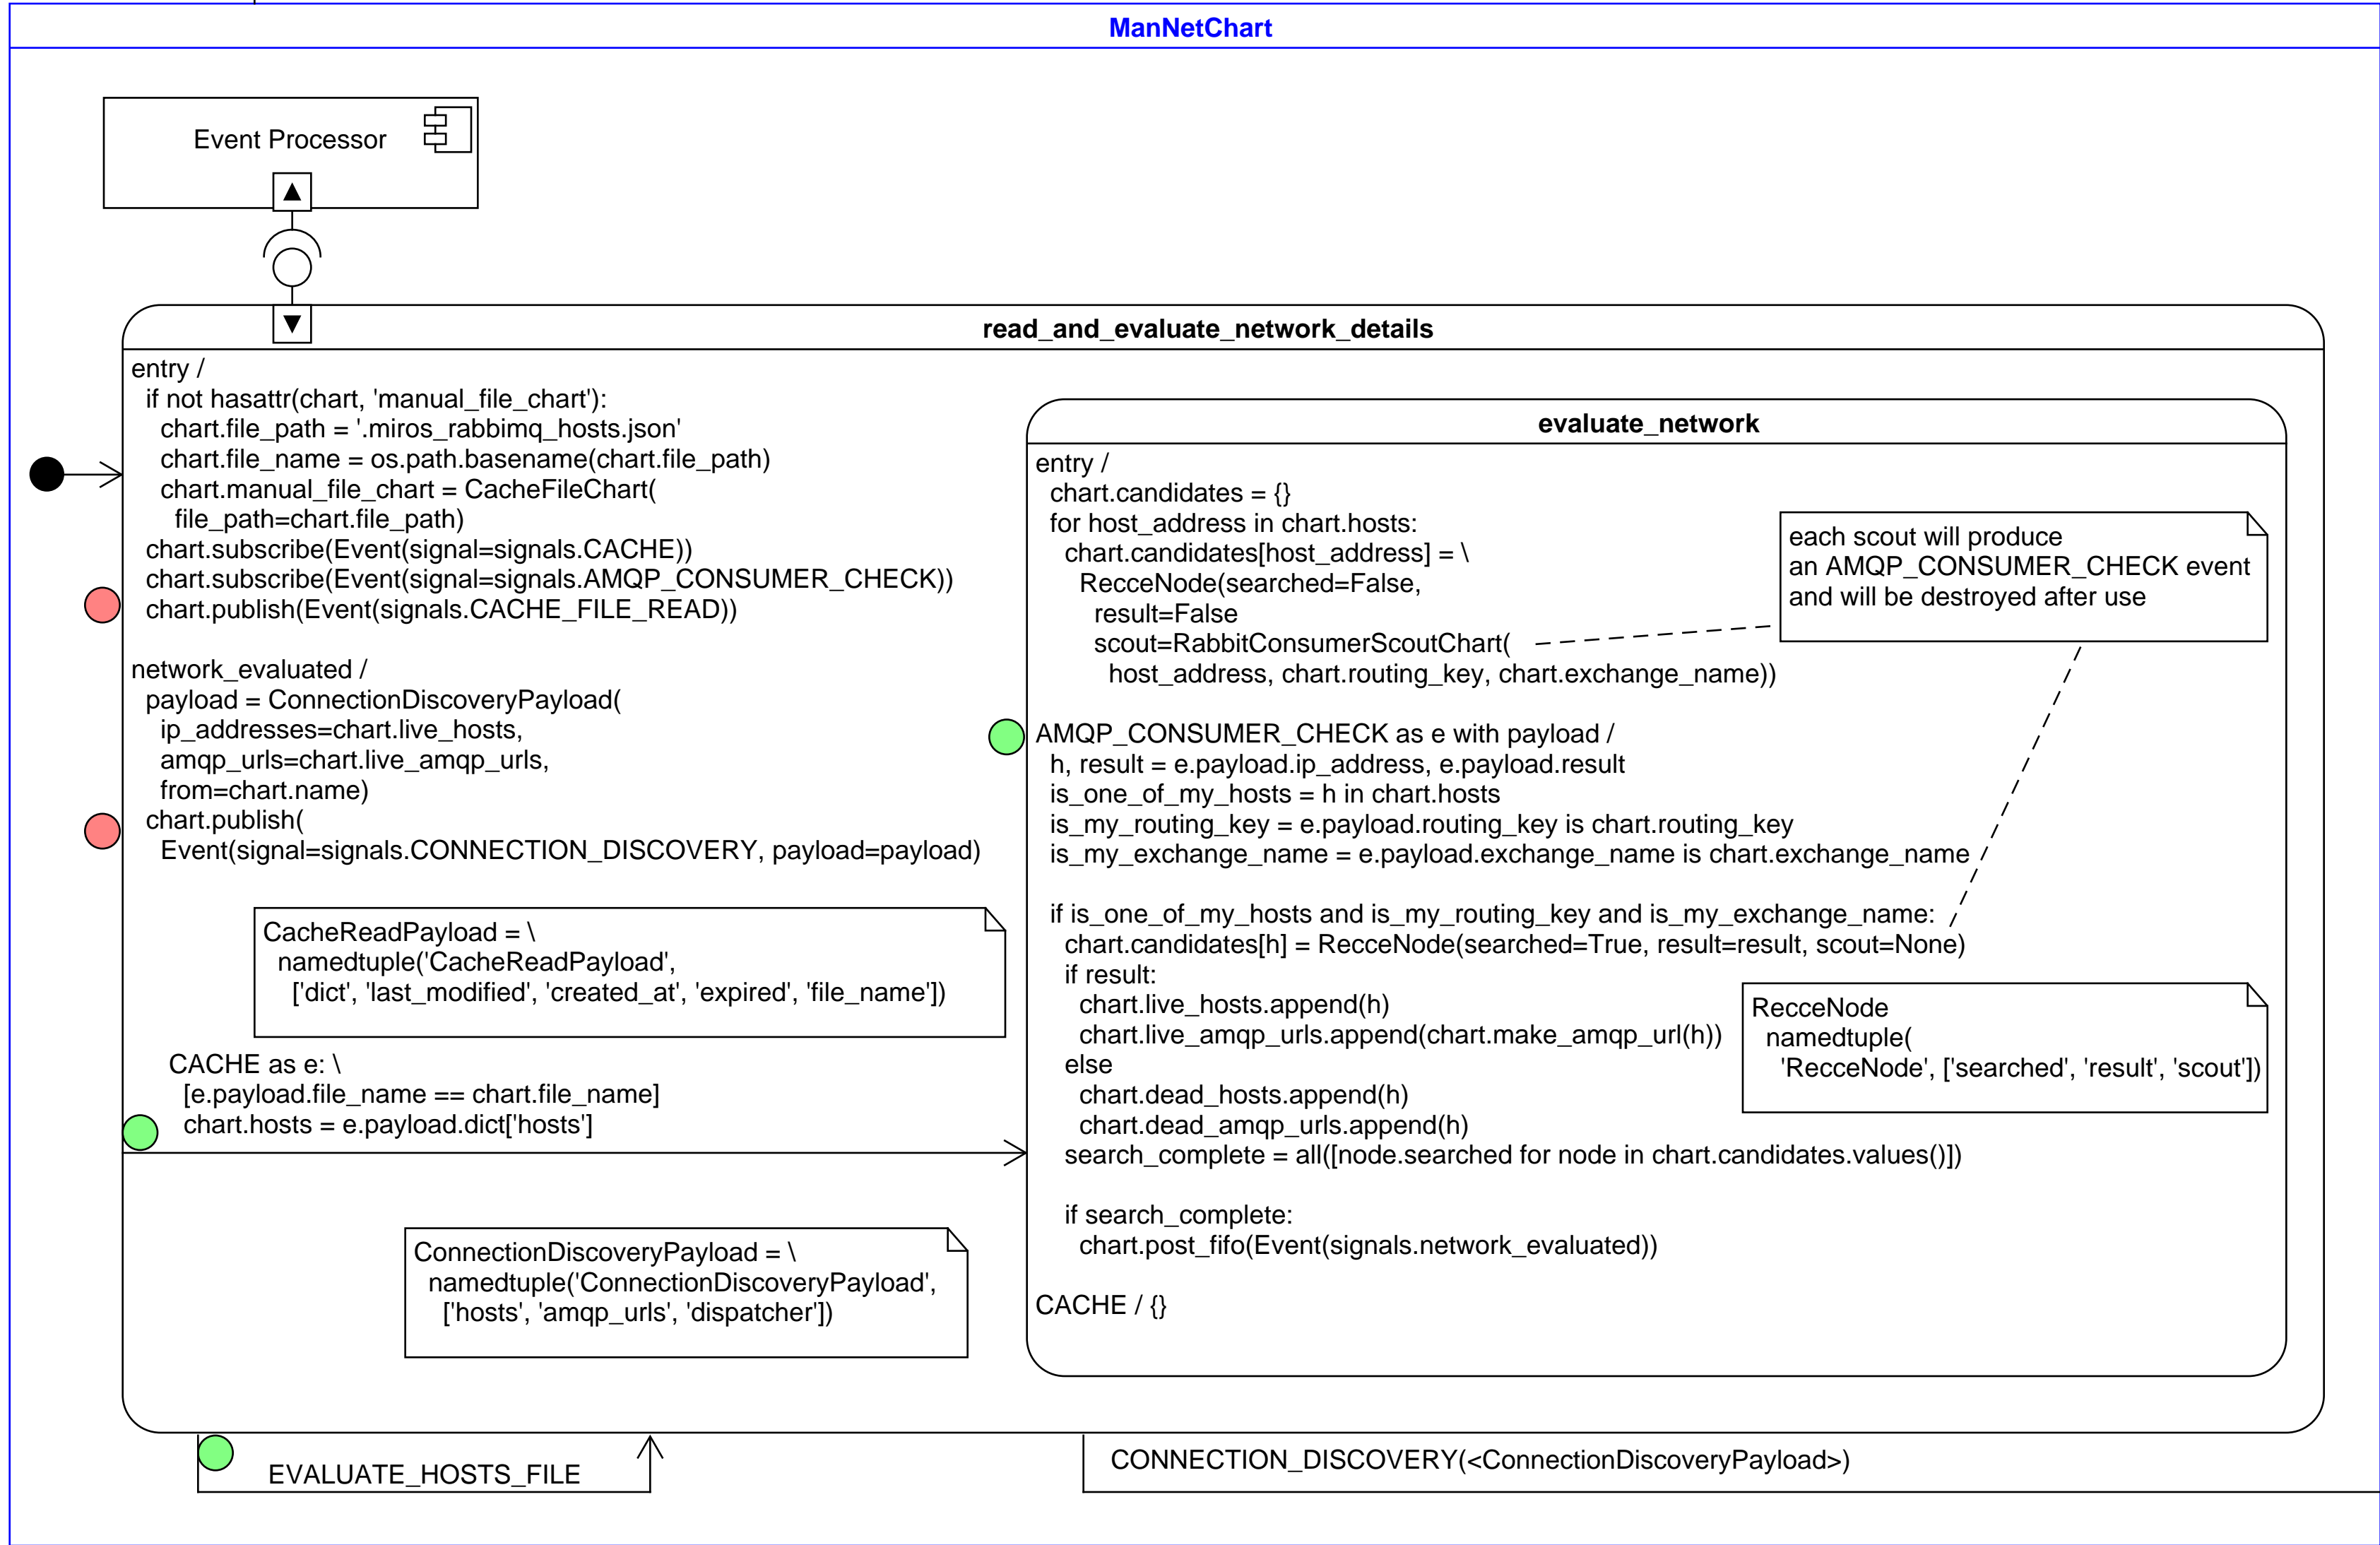 ManNetChart
Event Processor
read_and_evaluate_network_details
entry /
if not hasattr(chart, 'manual_file_chart'):
chart.file_path = '.miros_rabbimq_hosts.json'
chart.file_name = os.path.basename(chart.file_path)
chart.manual_file_chart = CacheFileChart(
file_path=chart.file_path)
chart.subscribe(Event(signal=signals.CACHE))
chart.subscribe(Event(signal=signals.AMQP_CONSUMER_CHECK))
chart.publish(Event(signals.CACHE_FILE_READ))
network_evaluated /
payload = ConnectionDiscoveryPayload(
ip_addresses=chart.live_hosts,
amqp_urls=chart.live_amqp_urls,
from=chart.name)
chart.publish(
Event(signal=signals.CONNECTION_DISCOVERY, payload=payload)
CacheReadPayload = \
namedtuple('CacheReadPayload',
['dict', 'last_modified', 'created_at', 'expired', 'file_name'])
CACHE as e: \
[e.payload.file_name == chart.file_name]
chart.hosts = e.payload.dict['hosts']
ConnectionDiscoveryPayload = \
namedtuple('ConnectionDiscoveryPayload',
['hosts', 'amqp_urls', 'dispatcher'])
evaluate_network
entry /
chart.candidates = {}
for host_address in chart.hosts:
chart.candidates[host_address] = \
RecceNode(searched=False,
result=False
scout=RabbitConsumerScoutChart(
host_address, chart.routing_key, chart.exchange_name))
each scout will produce
an AMQP_CONSUMER_CHECK event
and will be destroyed after use
AMQP_CONSUMER_CHECK as e with payload /
h, result = e.payload.ip_address, e.payload.result
is_one_of_my_hosts = h in chart.hosts
is_my_routing_key = e.payload.routing_key is chart.routing_key
is_my_exchange_name = e.payload.exchange_name is chart.exchange_name
if is_one_of_my_hosts and is_my_routing_key and is_my_exchange_name:
chart.candidates[h] = RecceNode(searched=True, result=result, scout=None)
if result:
chart.live_hosts.append(h)
chart.live_amqp_urls.append(chart.make_amqp_url(h))
else
chart.dead_hosts.append(h)
chart.dead_amqp_urls.append(h)
search_complete = all([node.searched for node in chart.candidates.values()])
if search_complete:
chart.post_fifo(Event(signals.network_evaluated))
CACHE / {}
RecceNode
namedtuple(
'RecceNode', ['searched', 'result', 'scout'])
EVALUATE_HOSTS_FILE
CONNECTION_DISCOVERY(<ConnectionDiscoveryPayload>)